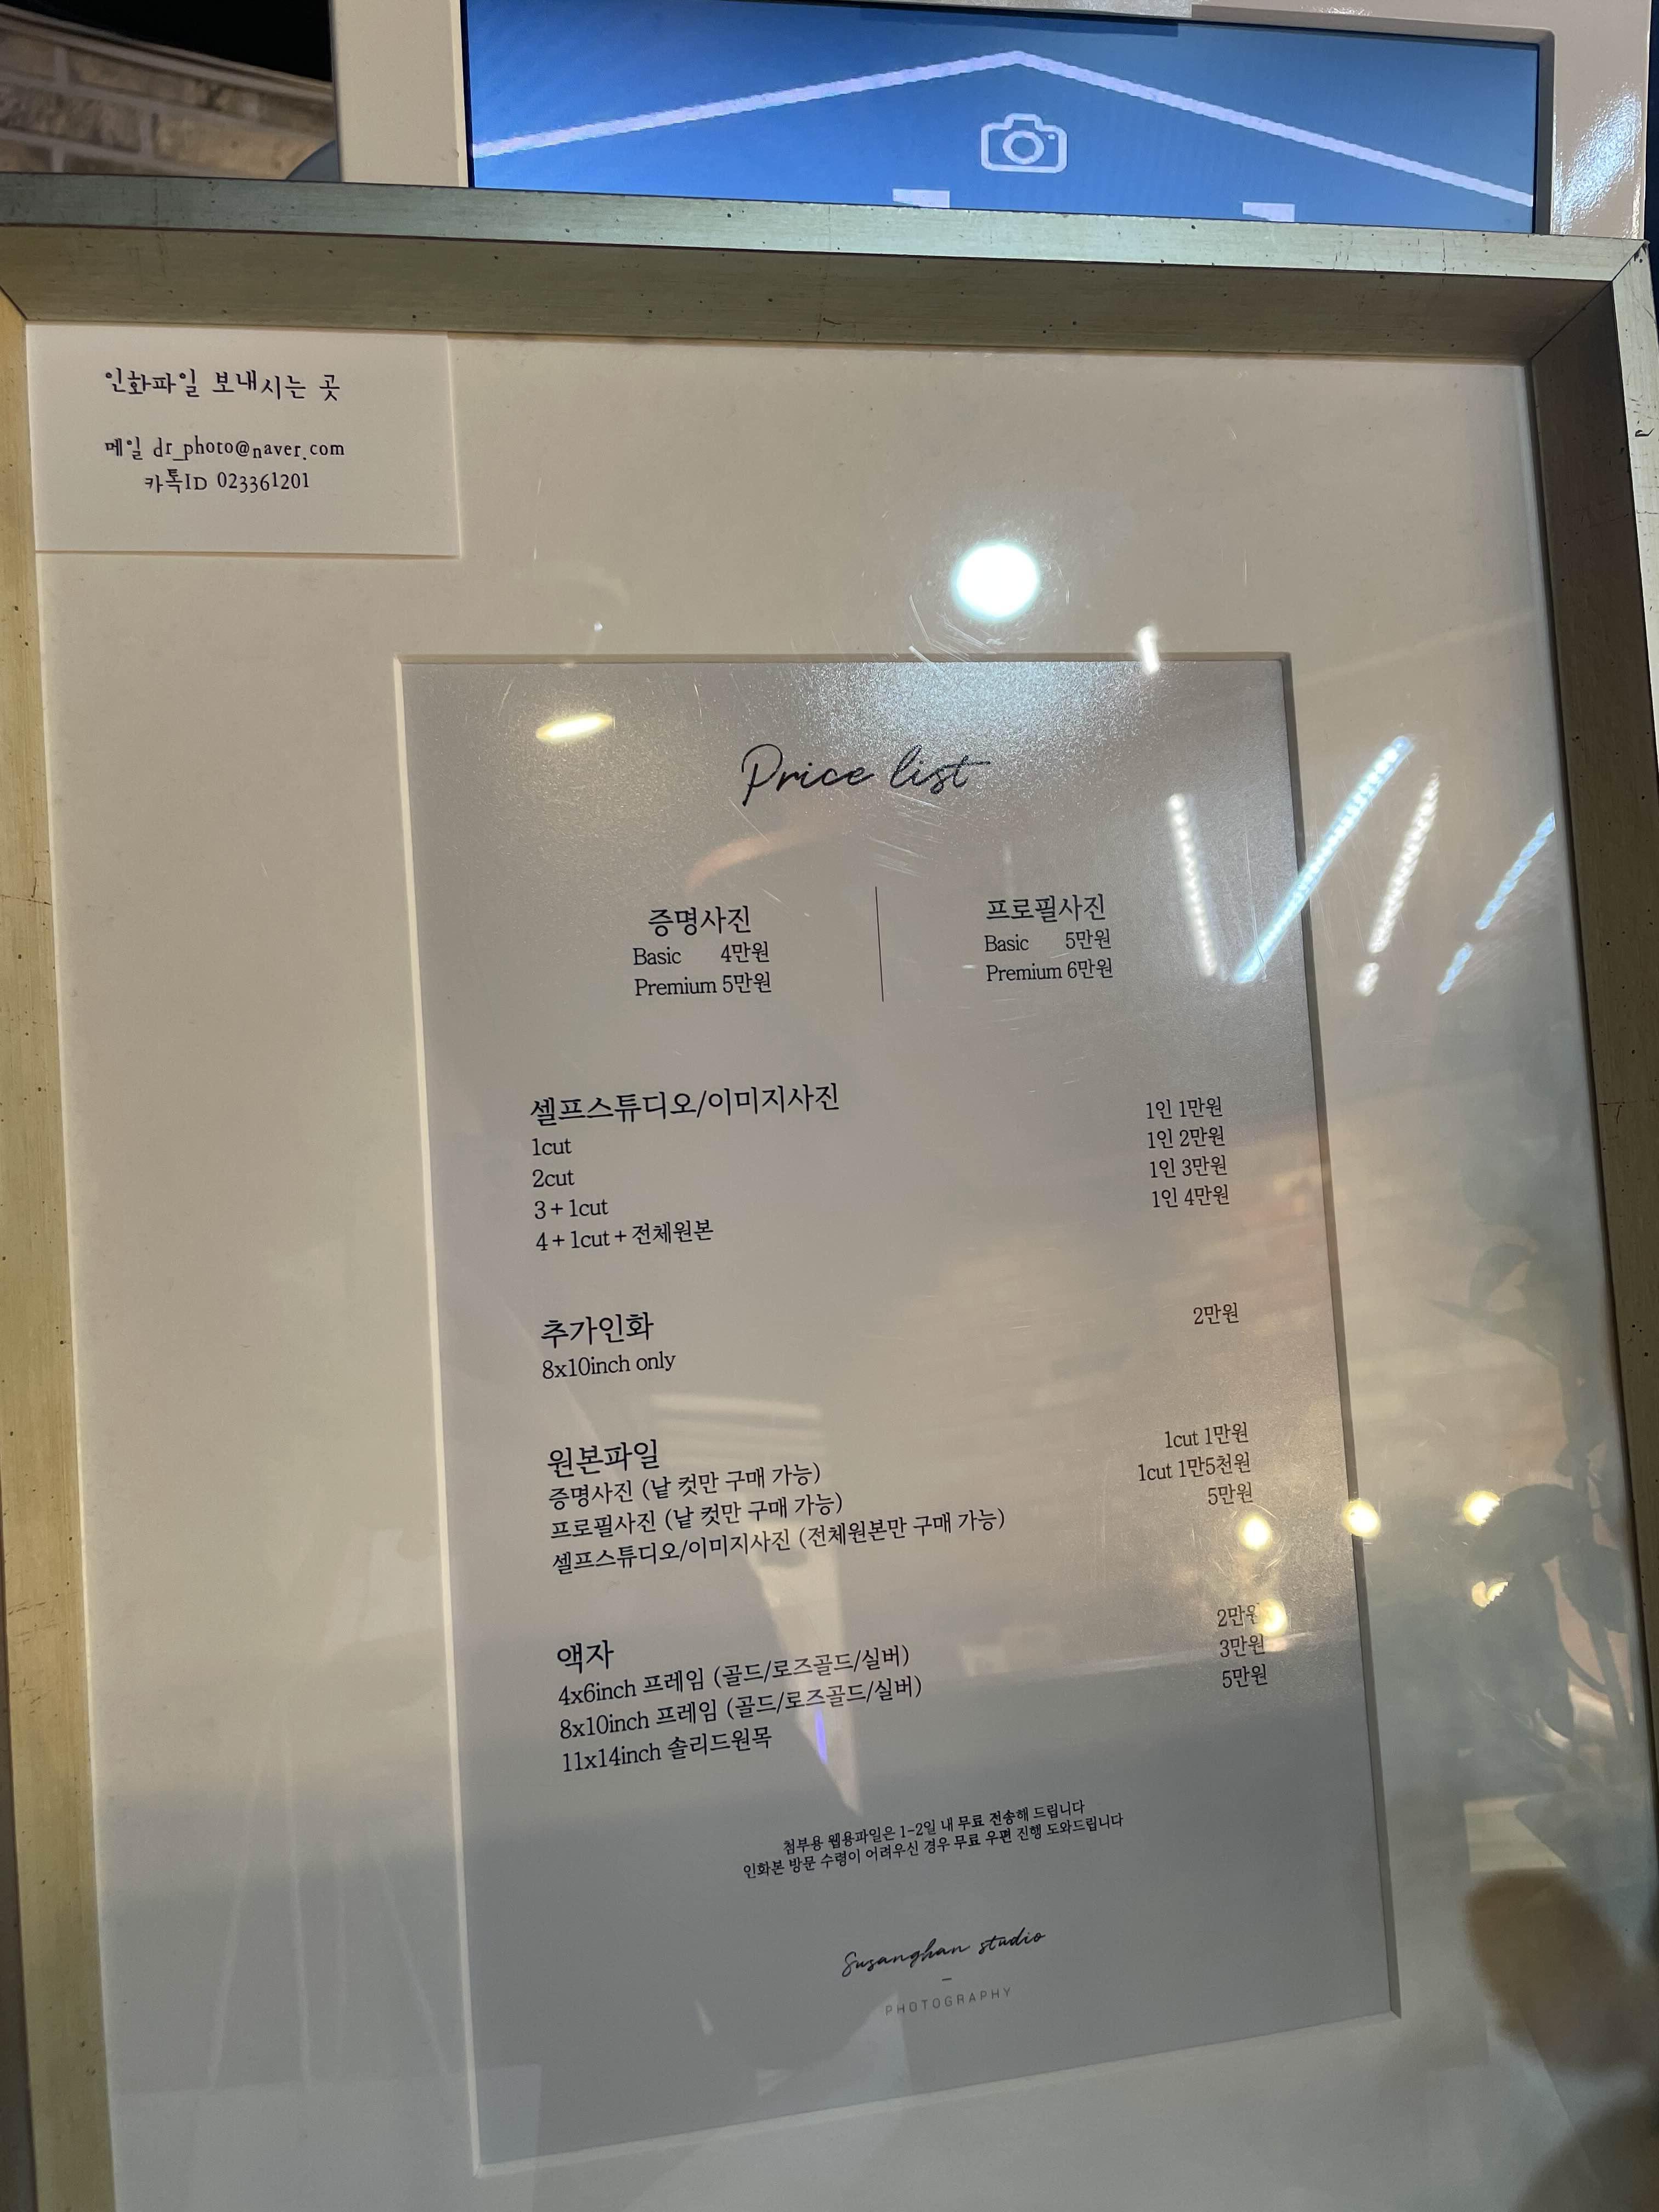 인화파일 보내시는 곳
메일 dr_photo@naver.com
카톡ID 023361201
Price list
증명사진
Basic 4만원
Premium 5만원
프로필사진
Basic 5만원
Premium 6만원
셀프스튜디오/이미지사진
1cut 1인 1만원
2cut 1인 2만원
3+1cut 1인 3만원
4+1cut+전체원본 1인 4만원
추가인화
8x10inch only 2만원
원본파일
증명사진 (낱 컷만 구매 가능) 1cut 1만원
프로필사진 (낱 컷만 구매 가능) 1cut 1만5천원
셀프스튜디오/이미지사진 (전체원본만 구매 가능) 5만원
액자
4x6inch 프레임 (골드/로즈골드/실버) 2만원
8x10inch 프레임 (골드/로즈골드/실버) 3만원
11x14inch 솔리드원목 5만원
첨부용 웹용파일은 1-2일 내 무료 전송해 드립니다
인화본 방문 수령이 어려우신 경우 무료 우편 진행 도와드립니다
Susanghan studio
PHOTOGRAPHY